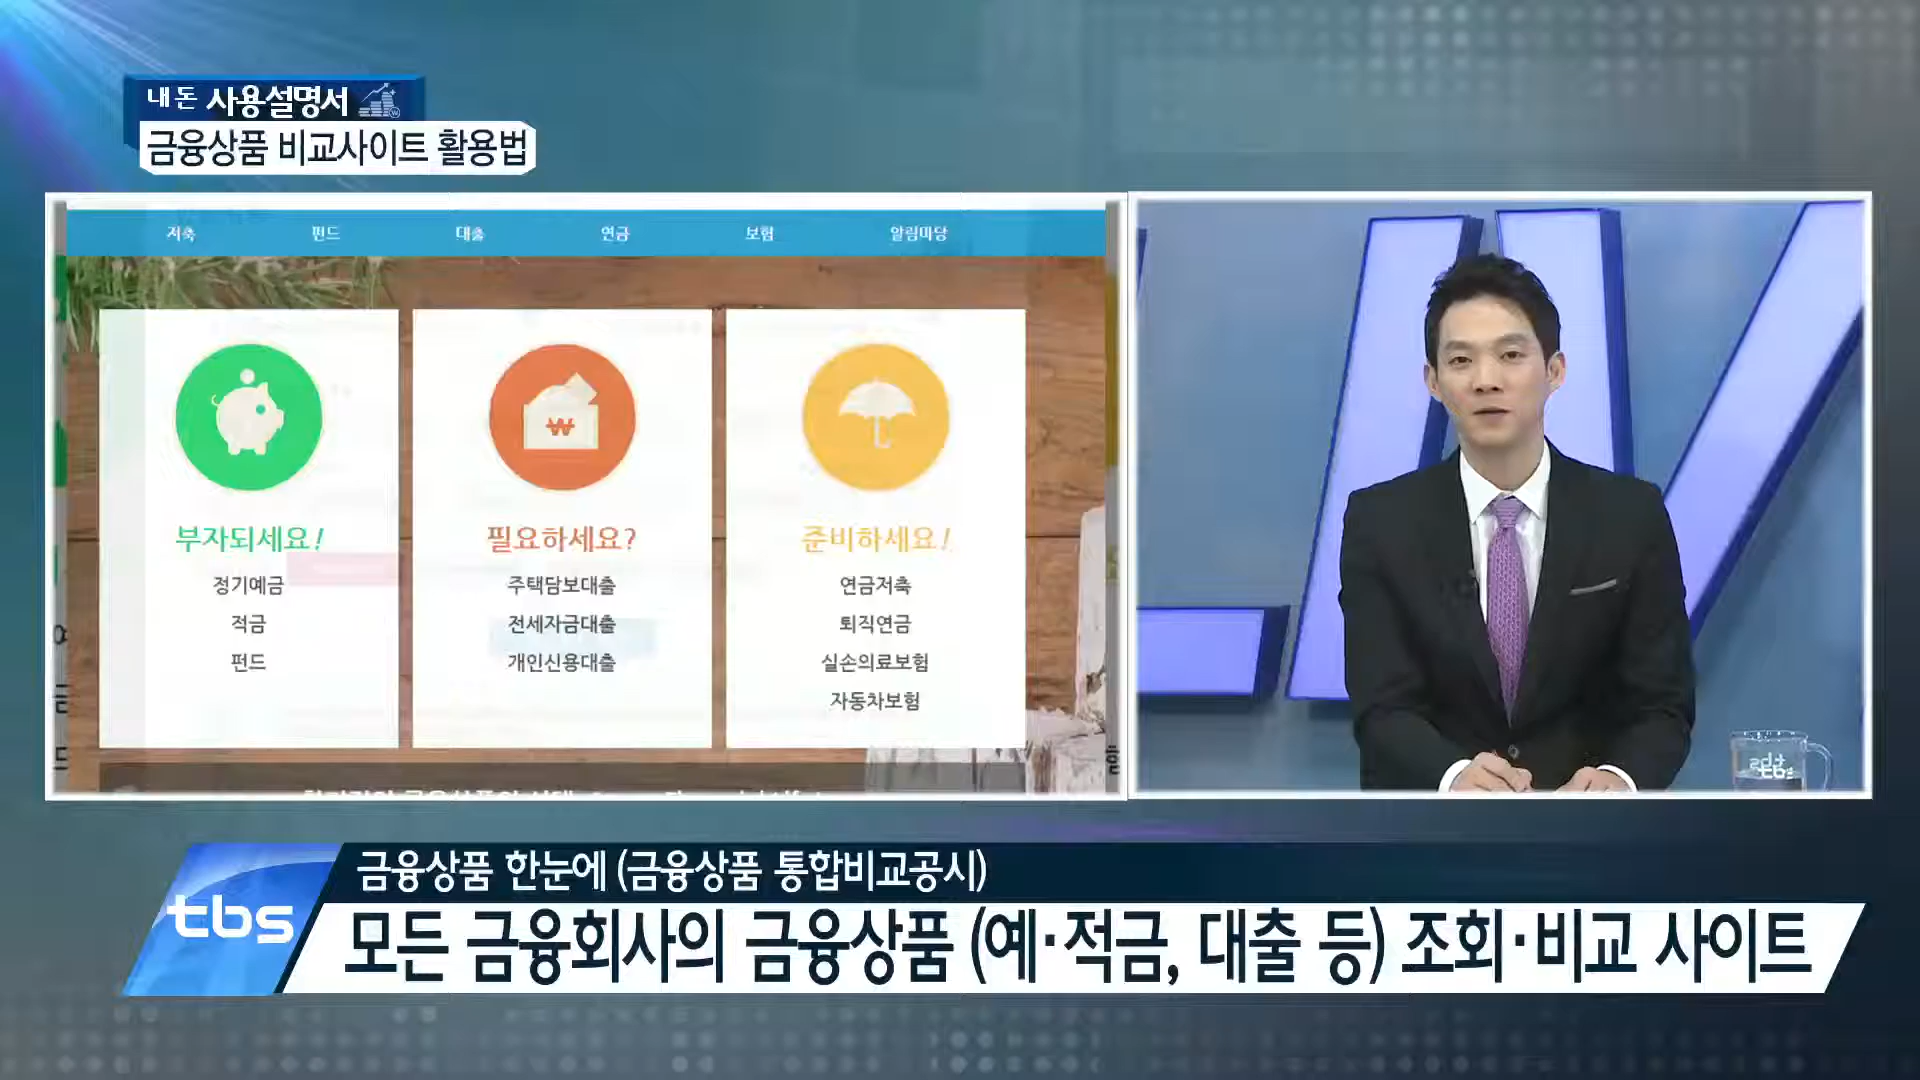 내 돈 사용설명서
금융상품 비교사이트 활용법
저축 펀드 대출 연금 보험 알림마당
₩
부자되세요!
정기예금
적금
펀드
필요하세요?
주택담보대출
전세자금대출
개인신용대출
준비하세요!
연금저축
퇴직연금
실손의료보험
자동차보험
tbs
tbs
금융상품 한눈에 (금융상품 통합비교공시)
모든 금융회사의 금융상품 (예·적금, 대출 등) 조회·비교 사이트